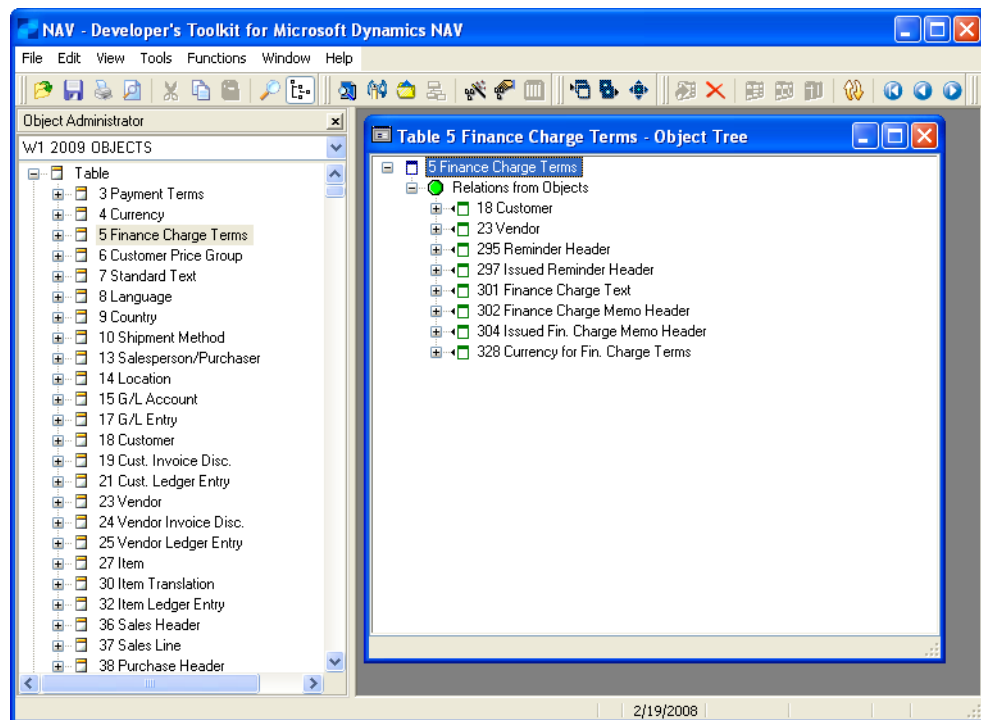 NAV - Developer's Toolkit for Microsoft Dynamics NAV
File Edit View Tools Functions Window Help
Object Administrator
W1 2009 OBJECTS
Table
3 Payment Terms
4 Currency
5 Finance Charge Terms
6 Customer Price Group
7 Standard Text
8 Language
9 Country
10 Shipment Method
13 Salesperson/Purchaser
14 Location
15 G/L Account
17 G/L Entry
18 Customer
19 Cust. Invoice Disc.
21 Cust. Ledger Entry
23 Vendor
24 Vendor Invoice Disc.
25 Vendor Ledger Entry
27 Item
30 Item Translation
32 Item Ledger Entry
36 Sales Header
37 Sales Line
38 Purchase Header
Table 5 Finance Charge Terms - Object Tree
5 Finance Charge Terms
Relations from Objects
18 Customer
23 Vendor
295 Reminder Header
297 Issued Reminder Header
301 Finance Charge Text
302 Finance Charge Memo Header
304 Issued Fin. Charge Memo Header
328 Currency for Fin. Charge Terms
2/19/2008